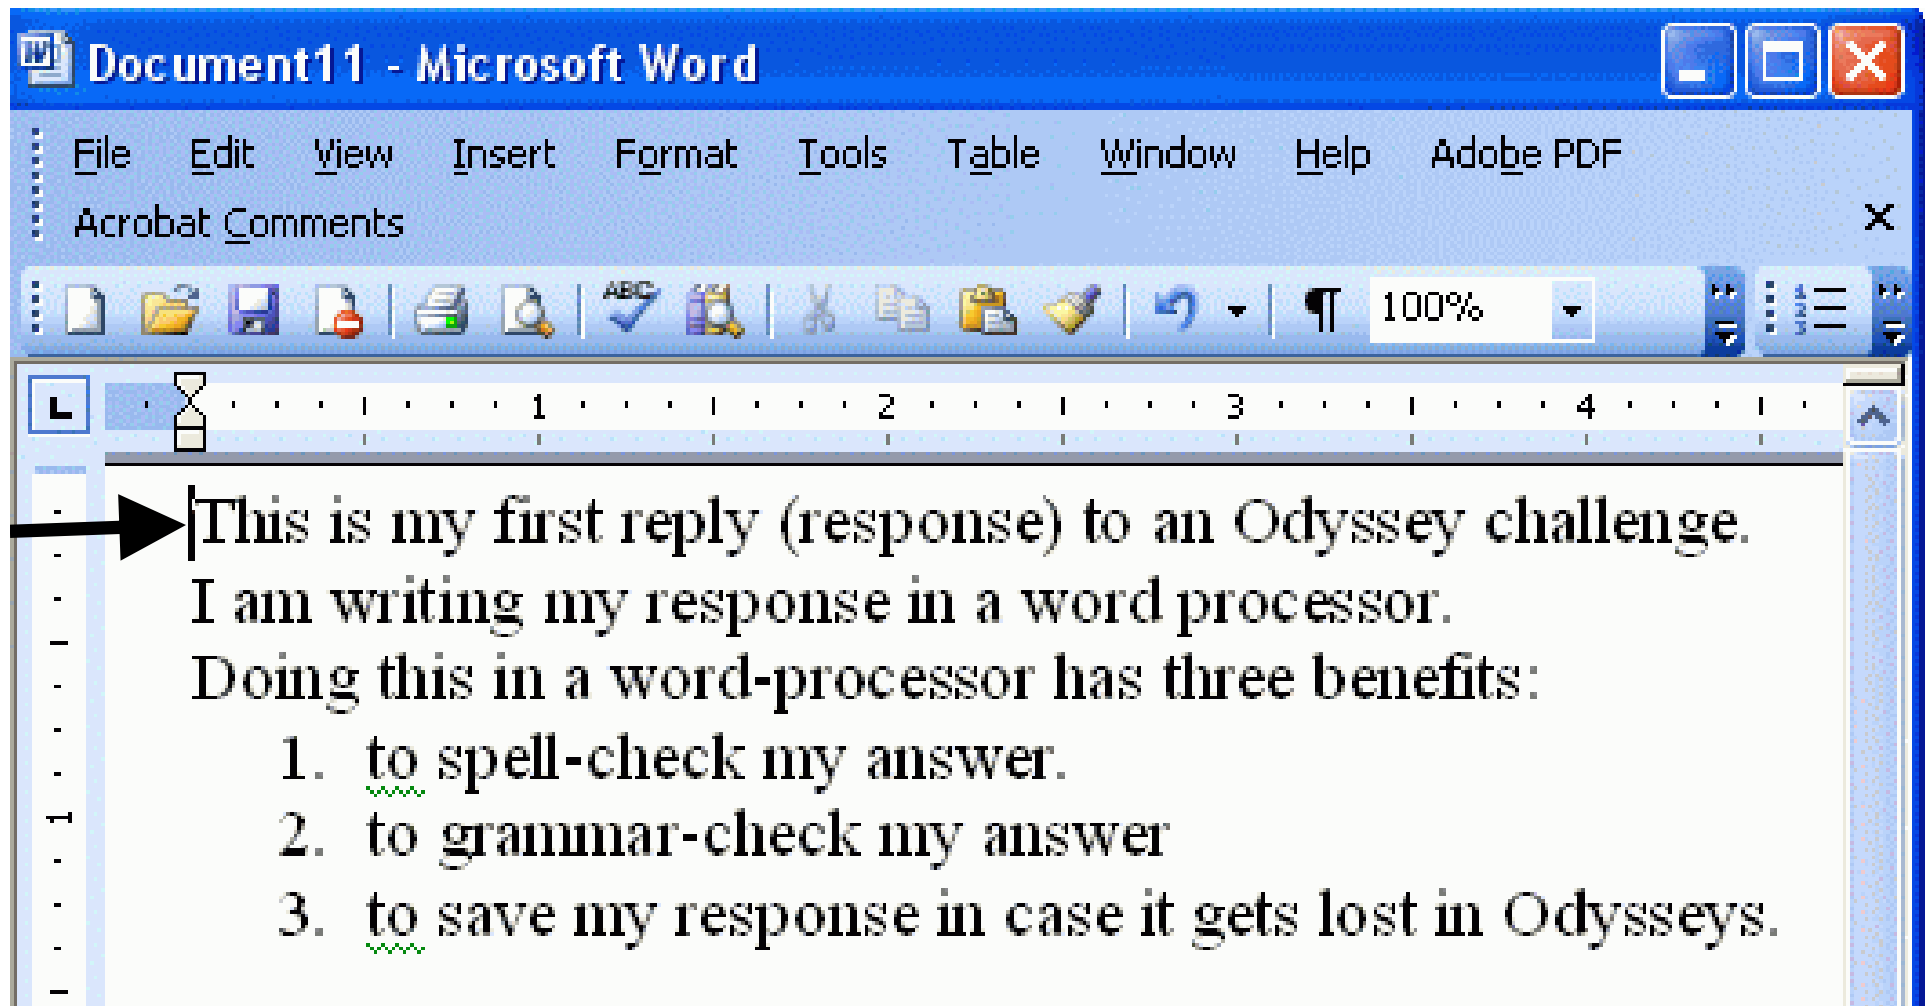 Document11 - Microsoft Word
File Edit View Insert Format Tools Table Window Help Adobe PDF
Acrobat Comments
ABC 100%
1 2 3 4
This is my first reply (response) to an Odyssey challenge.
I am writing my response in a word processor.
Doing this in a word-processor has three benefits:
1. to spell-check my answer.
2. to grammar-check my answer
3. to save my response in case it gets lost in Odysseys.
1